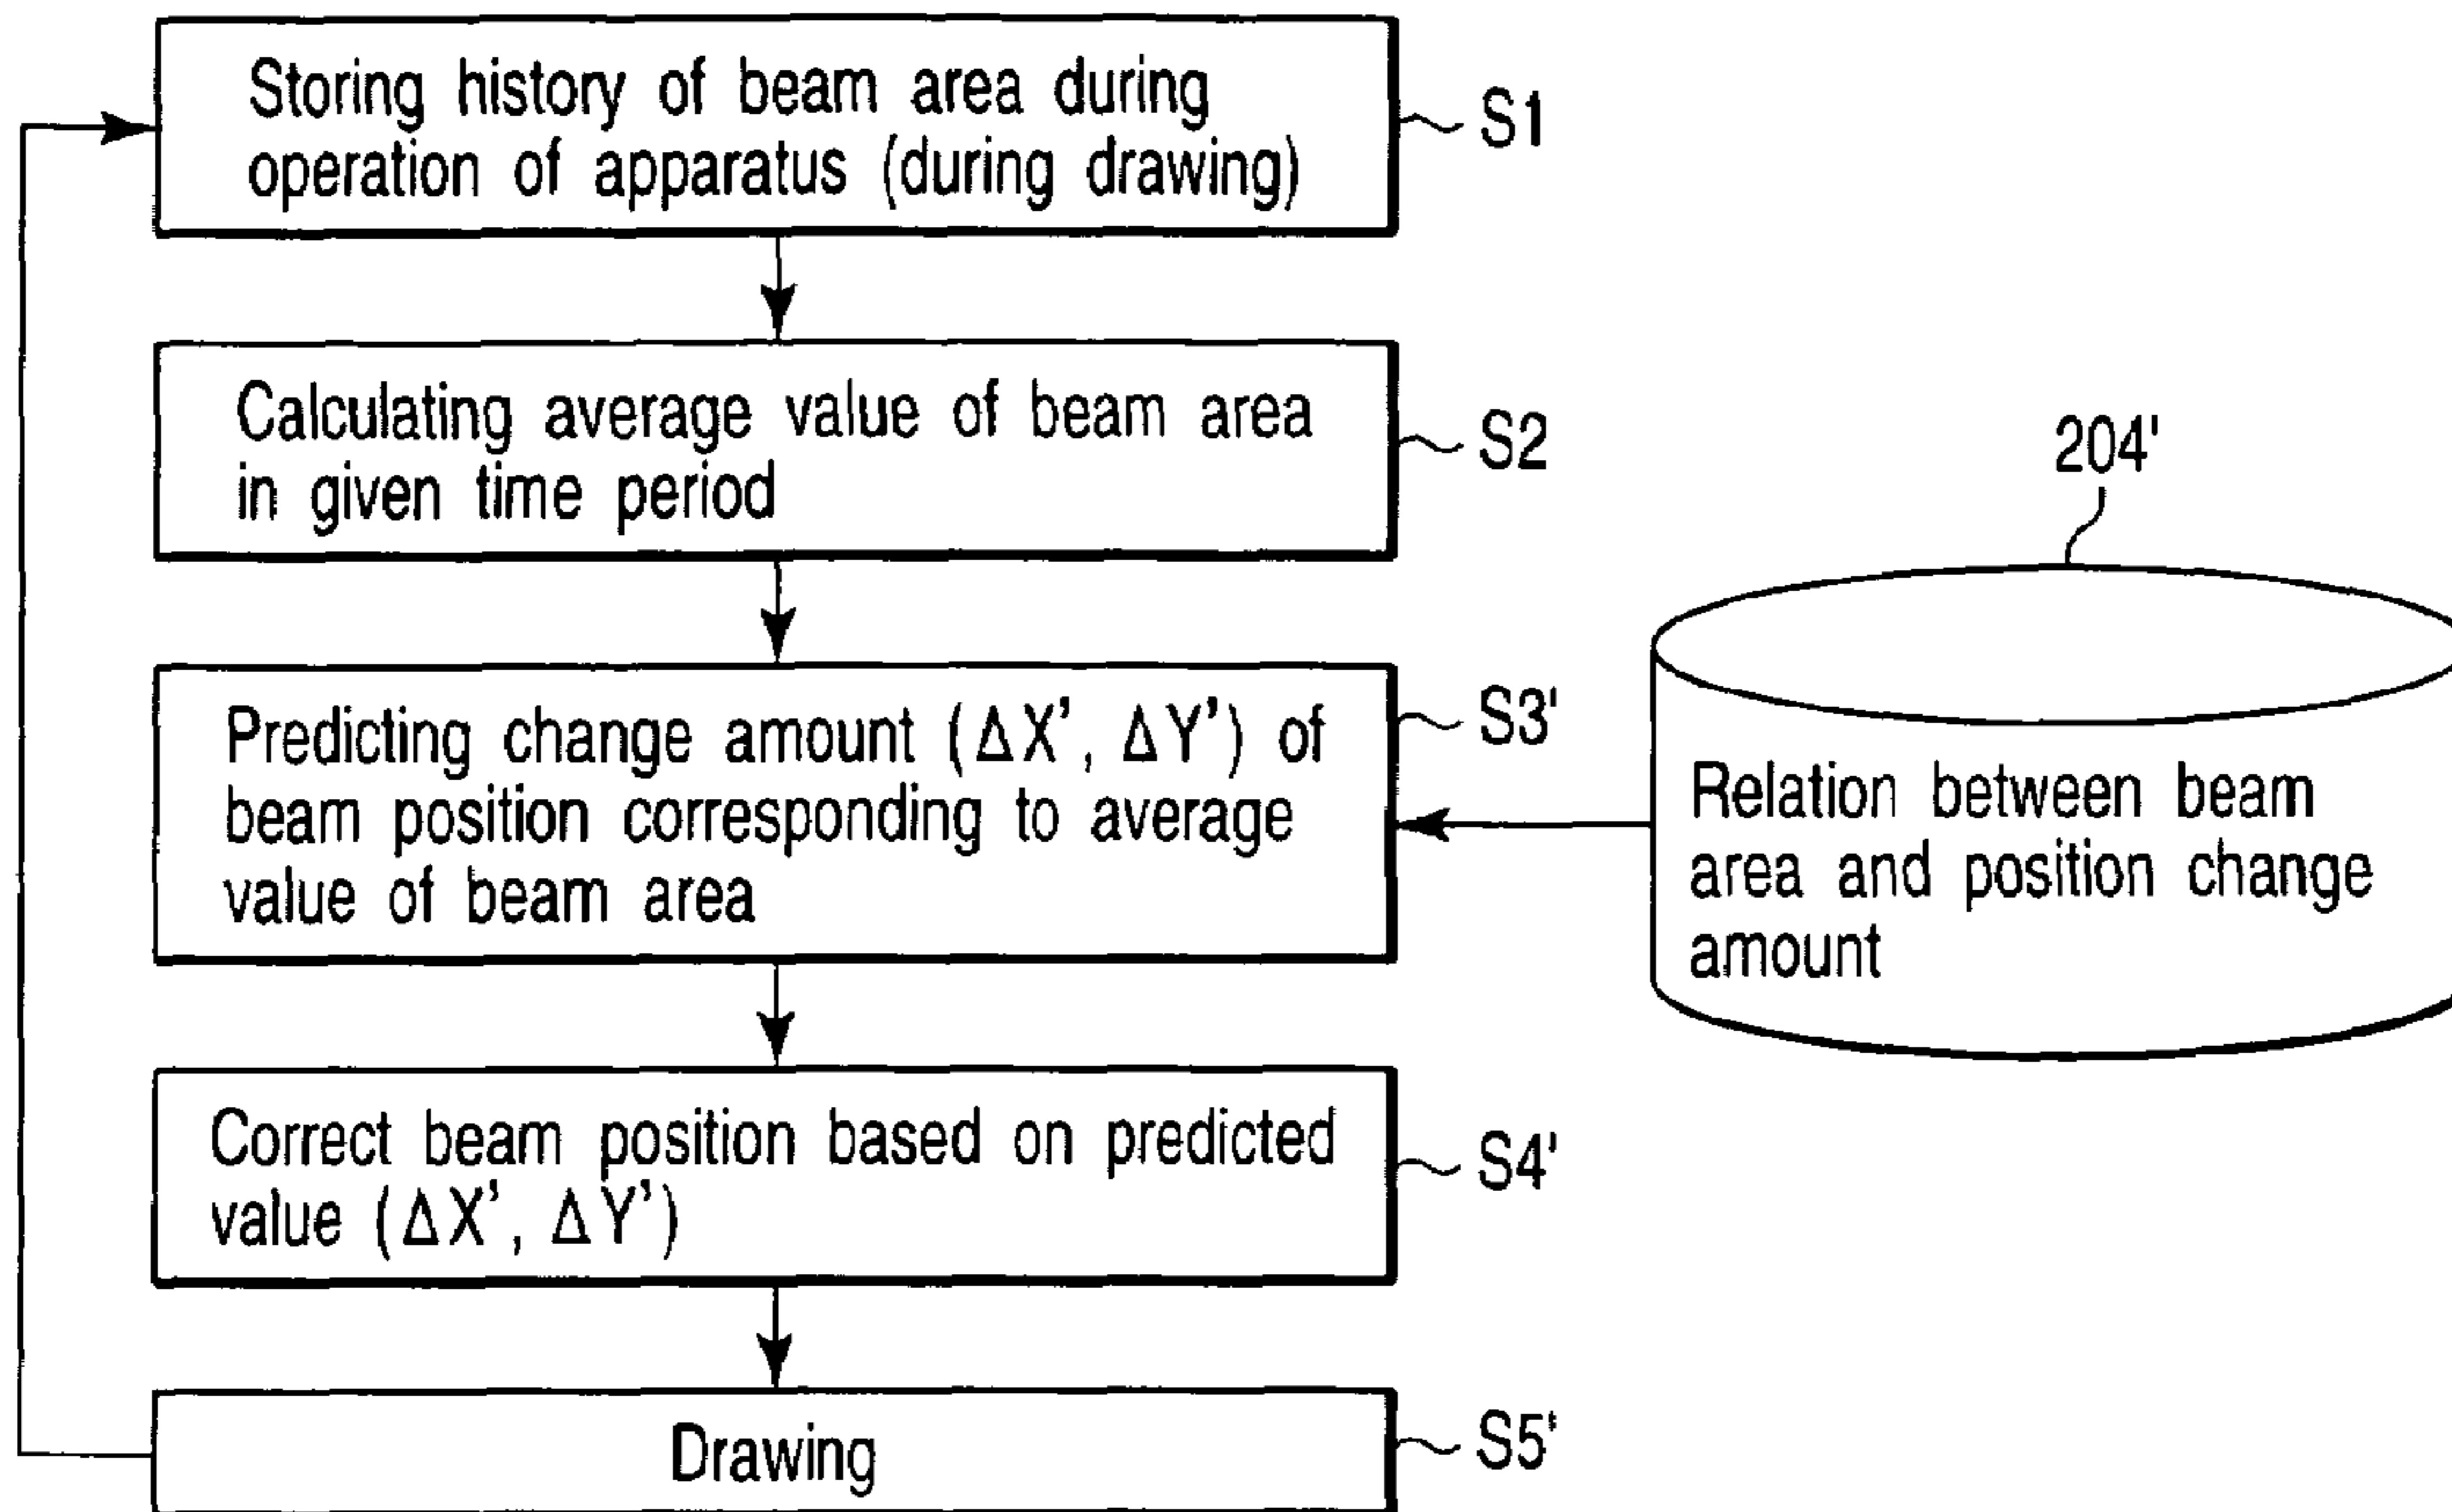 Storing history of beam area during
operation of apparatus (during drawing)
S1
Calculating average value of beam area
in given time period
S2
204'
Predicting change amount (ΔX', ΔY') of
beam position corresponding to average
value of beam area
S3'
Relation between beam
area and position change
amount
Correct beam position based on predicted
value (ΔX', ΔY')
S4'
Drawing
S5'